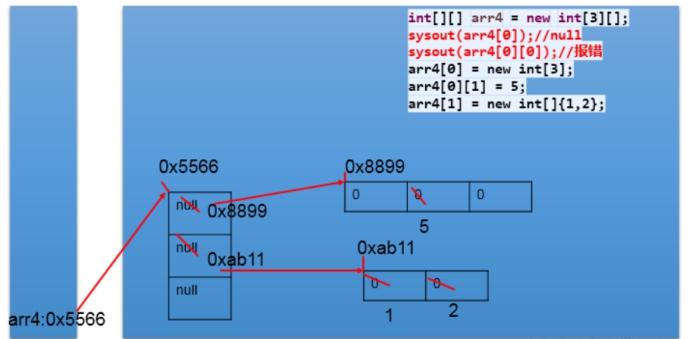 int[][] arr4 = new int[3][];
sysout(arr4[0]);//null
sysout(arr4[0][0]);//报错
arr4[0] = new int[3];
arr4[0][1] = 5;
arr4[1] = new int[]{1,2};
0x5566
0x8899
null
0x8899
0 0 0
5
null
0xab11
0xab11
null
0 0
1 2
arr4:0x5566